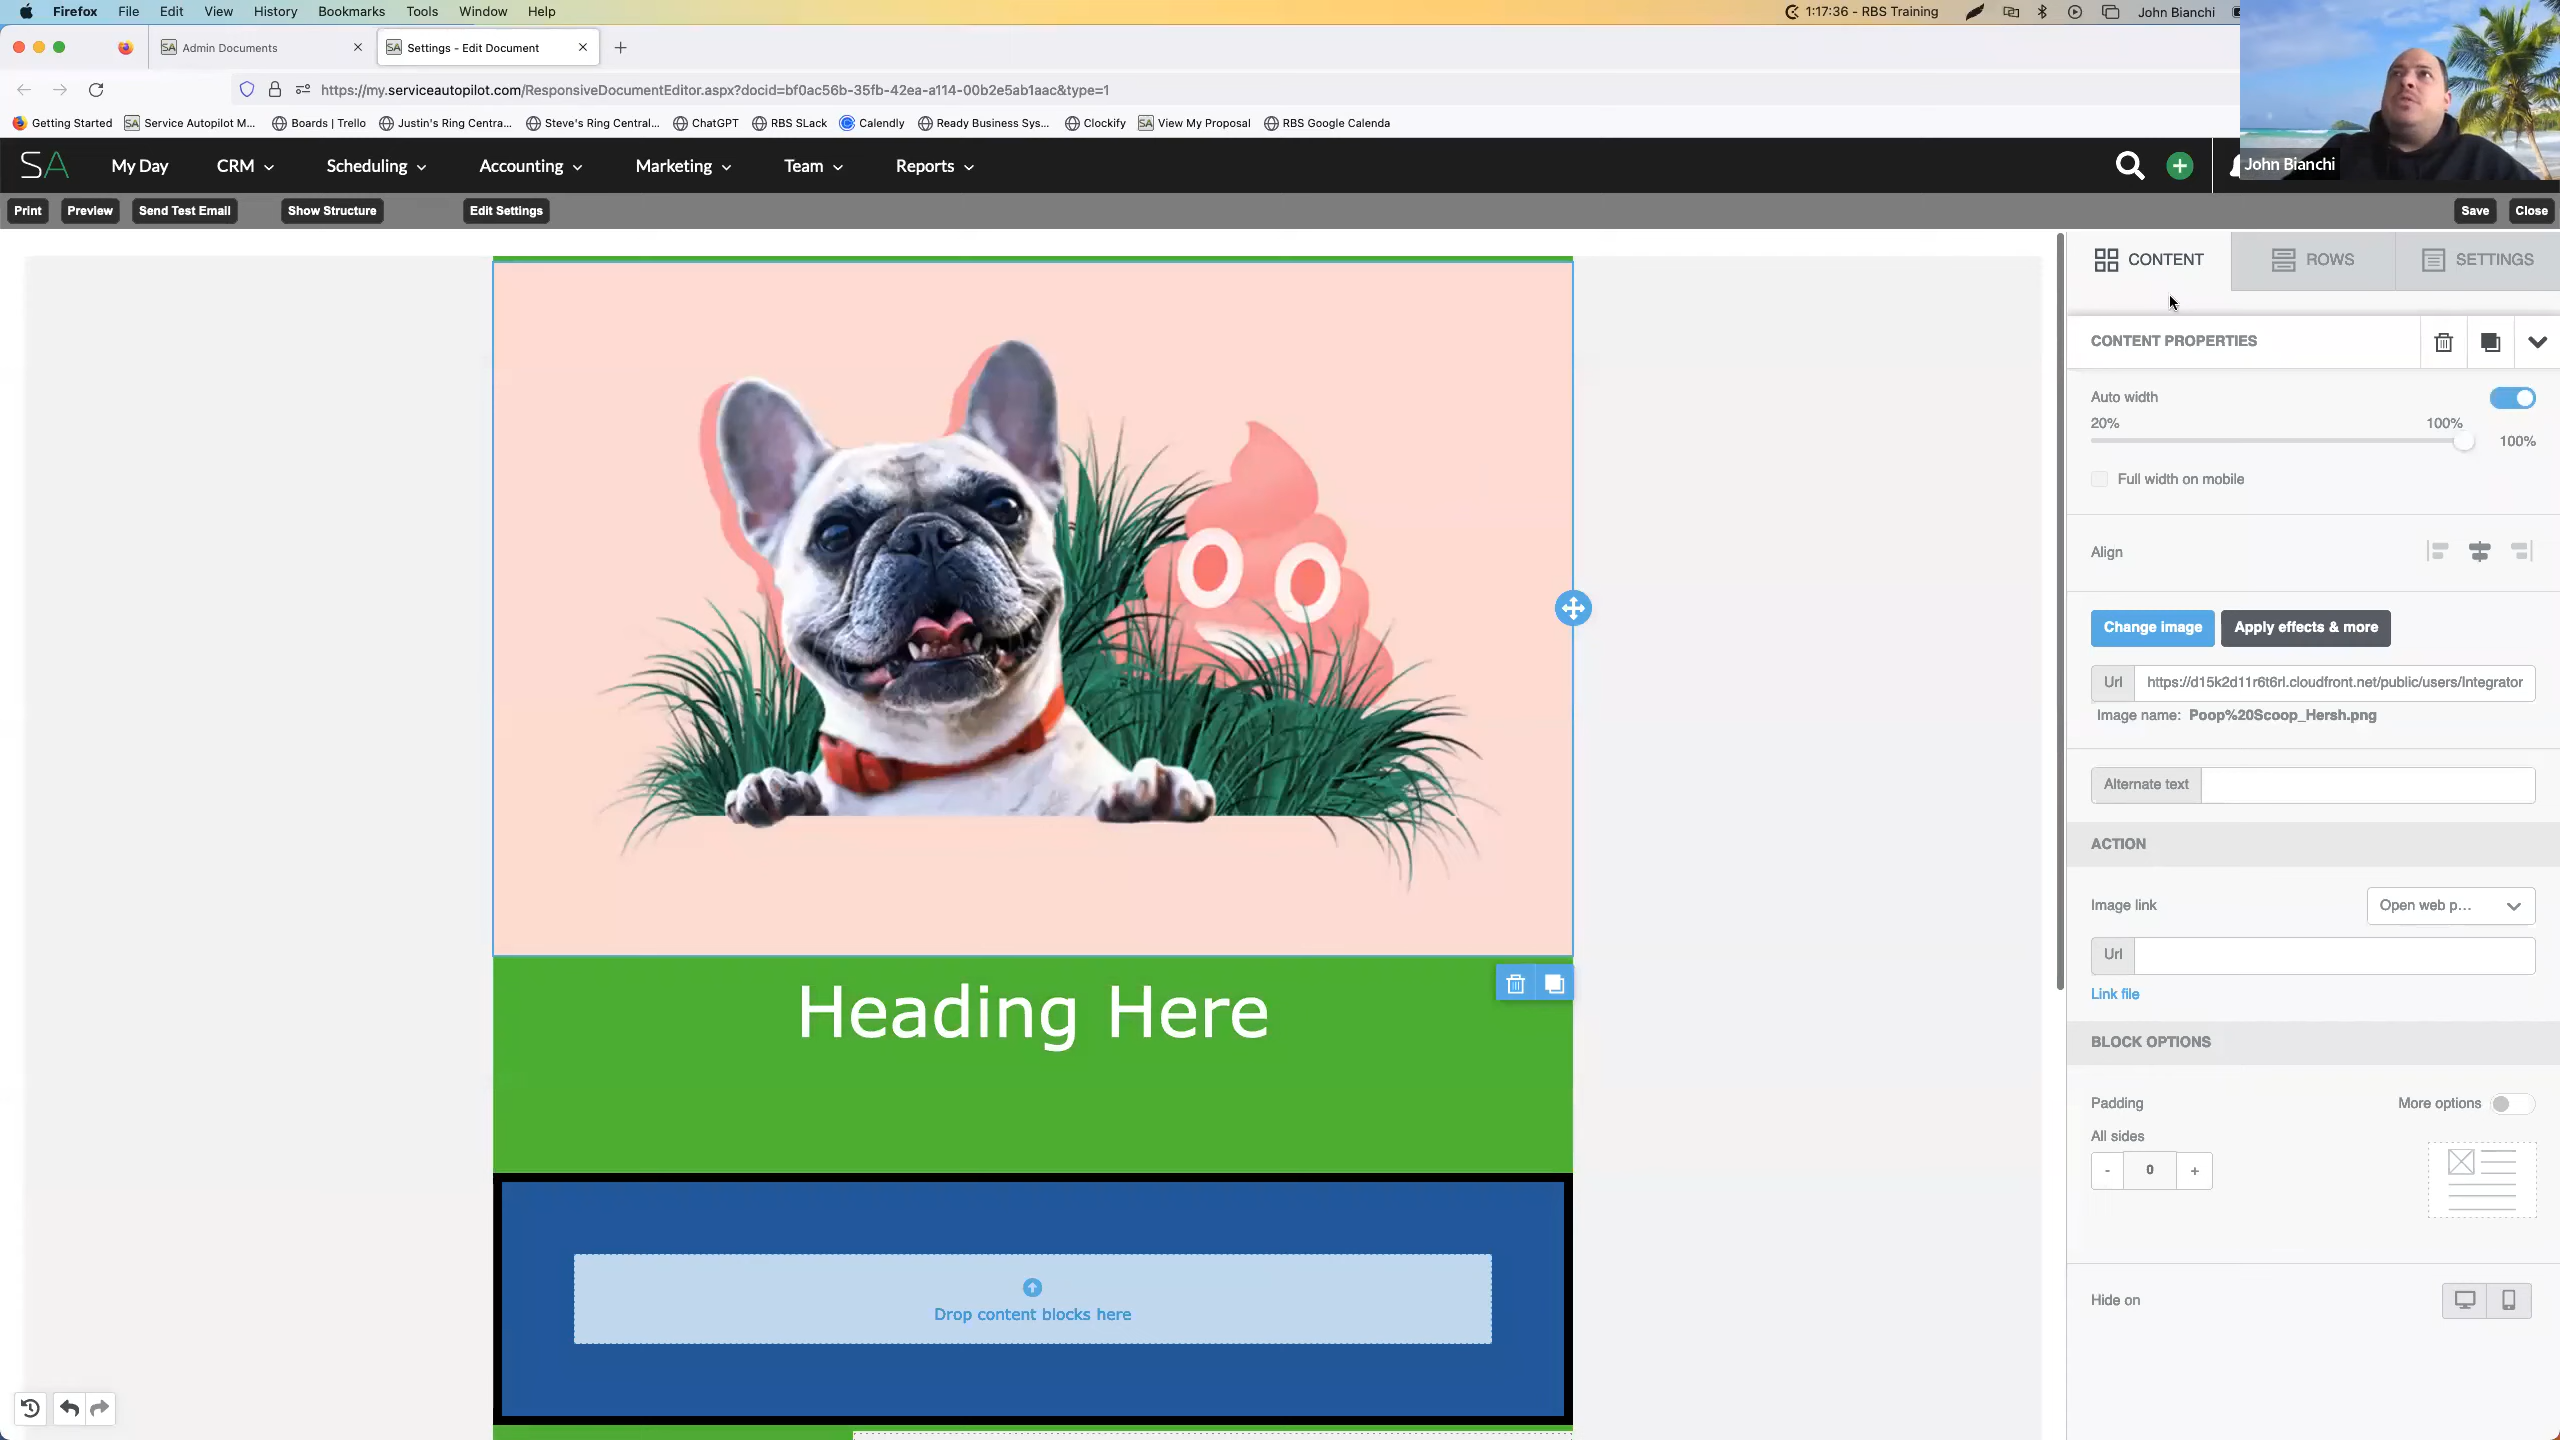 Firefox File Edit View History Bookmarks Tools Window Help 1:17:36 - RBS Training John Bianchi
Admin Documents Settings - Edit Document
https://my.serviceautopilot.com/ResponsiveDocumentEditor.aspx?docid=bf0ac56b-35fb-42ea-a114-00b2e5ab1aac&type=1
Getting Started Service Autopilot M... Boards | Trello Justin's Ring Centra... Steve's Ring Central... ChatGPT RBS SLack Calendly Ready Business Sys... Clockify View My Proposal RBS Google Calenda
John Bianchi
SA My Day CRM Scheduling Accounting Marketing Team Reports
Print Preview Send Test Email Show Structure Edit Settings Save Close
CONTENT ROWS SETTINGS
CONTENT PROPERTIES
Auto width
20% 100%
100%
Full width on mobile
Align
Change image Apply effects & more
Url https://d15k2d11r6t6rl.cloudfront.net/public/users/Integrator
Image name: Poop%20Scoop_Hersh.png
Alternate text
ACTION
Image link Open web p...
Url
Link file
BLOCK OPTIONS
Padding More options
All sides
- 0 +
Hide on
Heading Here
Drop content blocks here